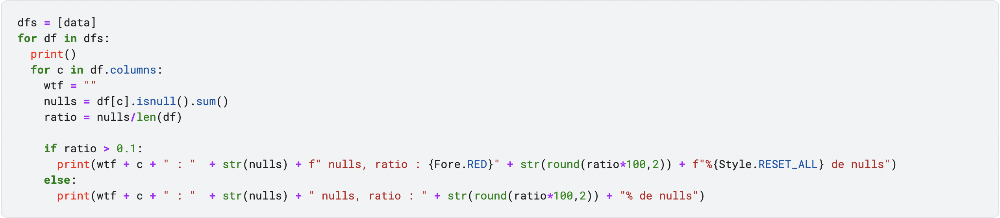 dfs = [data]
for df in dfs:
  print()
  for c in df.columns:
    wtf = ""
    nulls = df[c].isnull().sum()
    ratio = nulls/len(df)

    if ratio > 0.1:
      print(wtf + c + " : "  + str(nulls) + f" nulls, ratio : {Fore.RED}" + str(round(ratio*100,2)) + f"%{Style.RESET_ALL} de nulls")
    else:
      print(wtf + c + " : "  + str(nulls) + " nulls, ratio : " + str(round(ratio*100,2)) + "% de nulls")